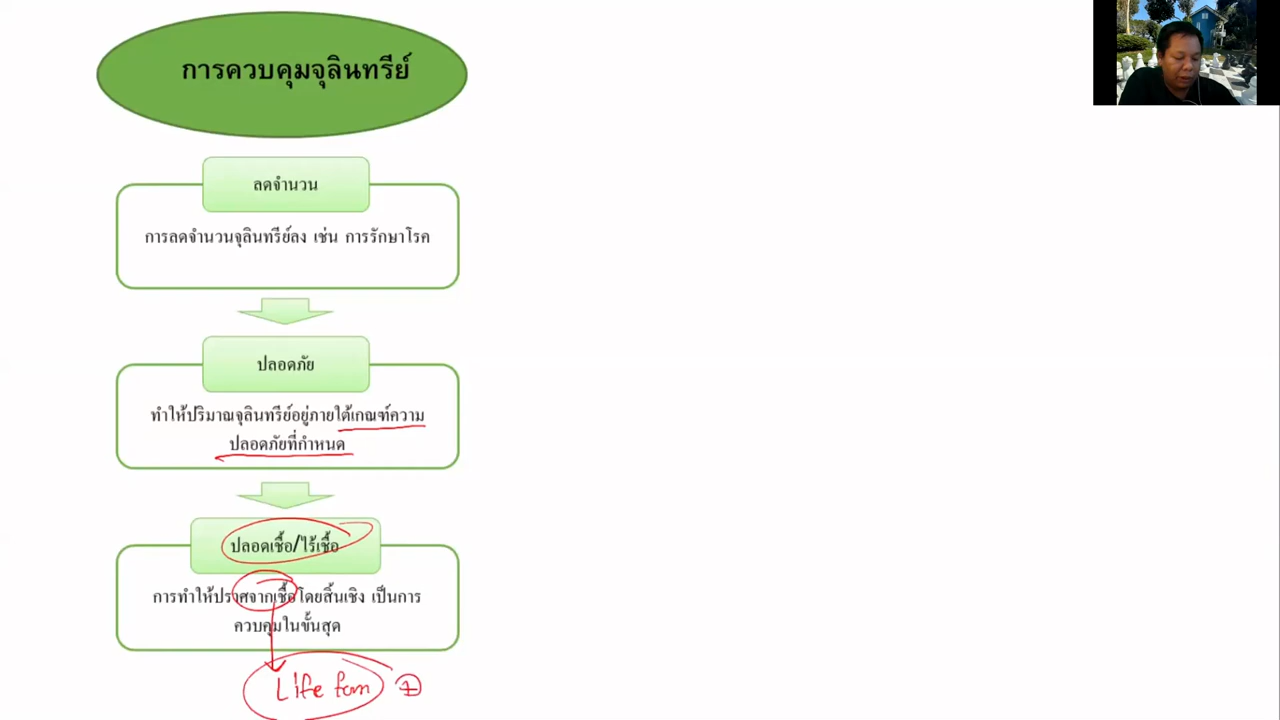 การควบคุมจุลินทรีย์
ลดจำนวน
การลดจำนวนจุลินทรีย์ลง เช่น การรักษาโรค
ปลอดภัย
ทำให้ปริมาณจุลินทรีย์อยู่ภายใต้เกณฑ์ความ
ปลอดภัยที่กำหนด
ปลอดเชื้อ/ไร้เชื้อ
การทำให้ปราศจากเชื้อโดยสิ้นเชิง เป็นการ
ควบคุมในขั้นสุด
Life form